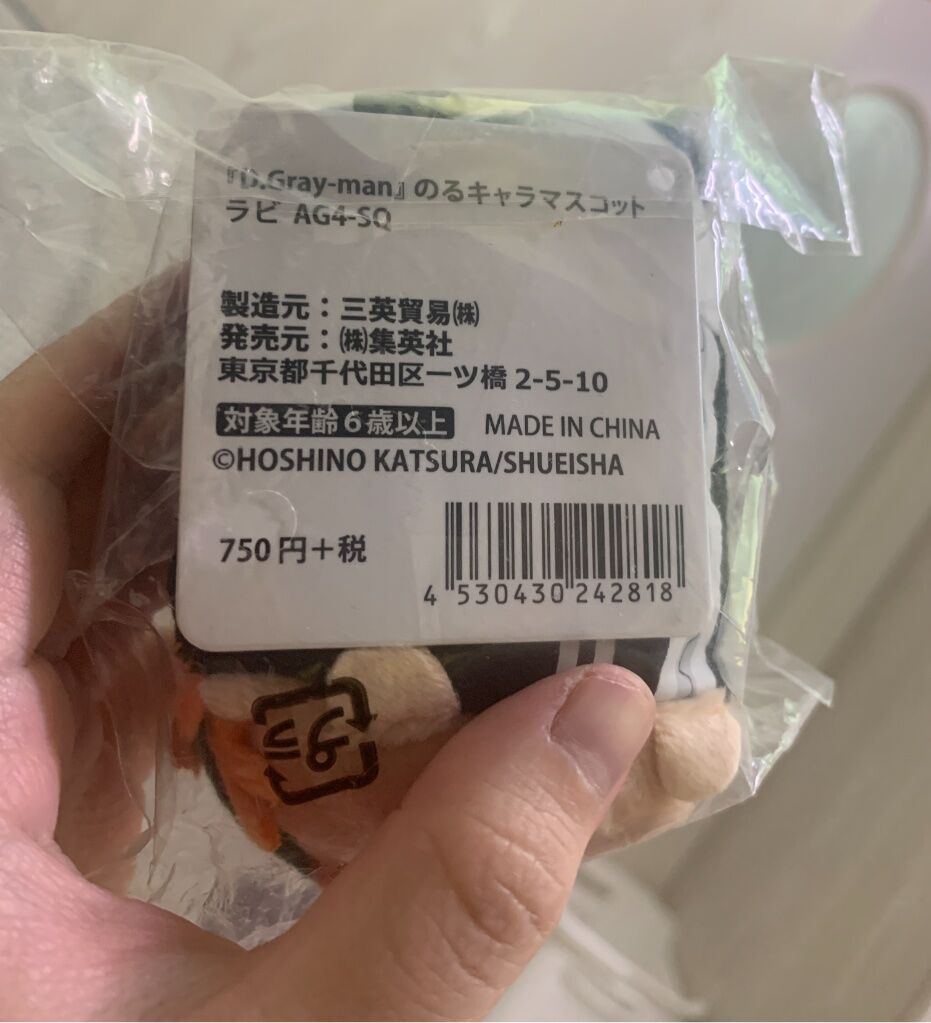 『D.Gray-man』のるキャラマスコット
ラビ AG4-SQ
製造元：三英貿易㈱
発売元：㈱集英社
東京都千代田区一ツ橋 2-5-10
対象年齢6歳以上 MADE IN CHINA
©HOSHINO KATSURA/SHUEISHA
750円＋税
4 530430 242818
プラ